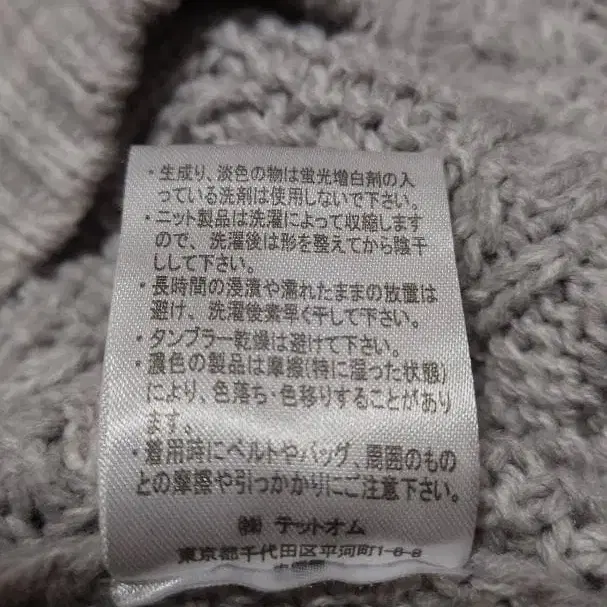 ・生成り、淡色の物は蛍光増白剤の入
っている洗剤は使用しないで下さい。
・ニット製品は洗濯によって収縮します
ので、洗濯後は形を整えてから陰干
しして下さい。
・長時間の浸漬や濡れたままの放置は
避け、洗濯後素早く干して下さい。
・タンブラー乾燥は避けて下さい。
・濃色の製品は摩擦(特に湿った状態)
により、色落ち・色移りすることがあり
ます。
・着用時にベルトやバッグ、周囲のもの
との摩擦や引っかかりにご注意下さい。
㈱ テットオム
東京都千代田区平河町1-8-8